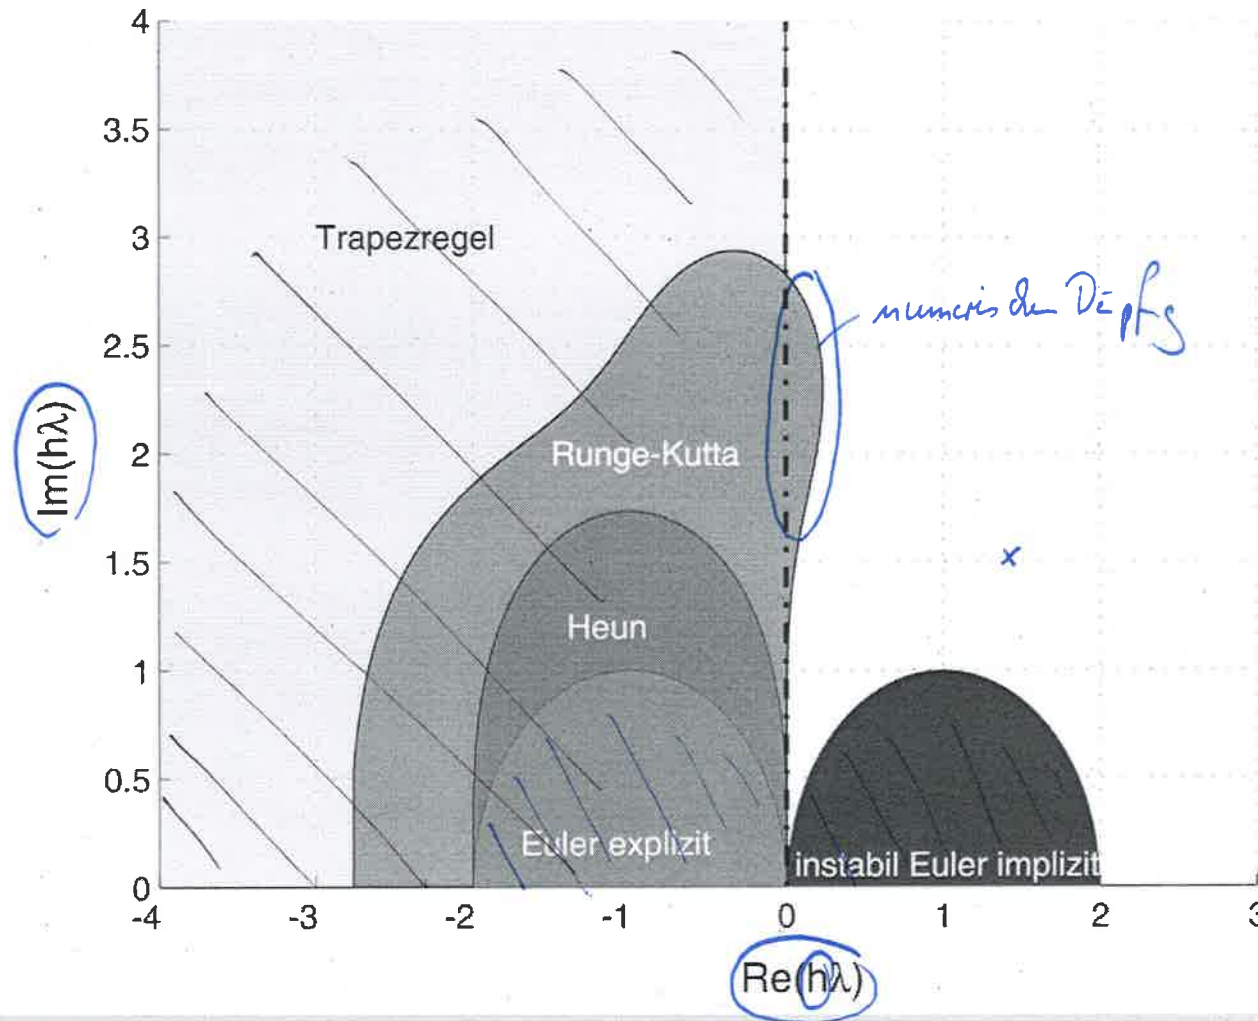 4
3.5
3
2.5
2
1.5
1
0.5
0
-4
-3
-2
-1
0
1
2
3
Im(hλ)
Re(hλ)
Trapezregel
Runge-Kutta
Heun
Euler explizit
instabil Euler implizit
x